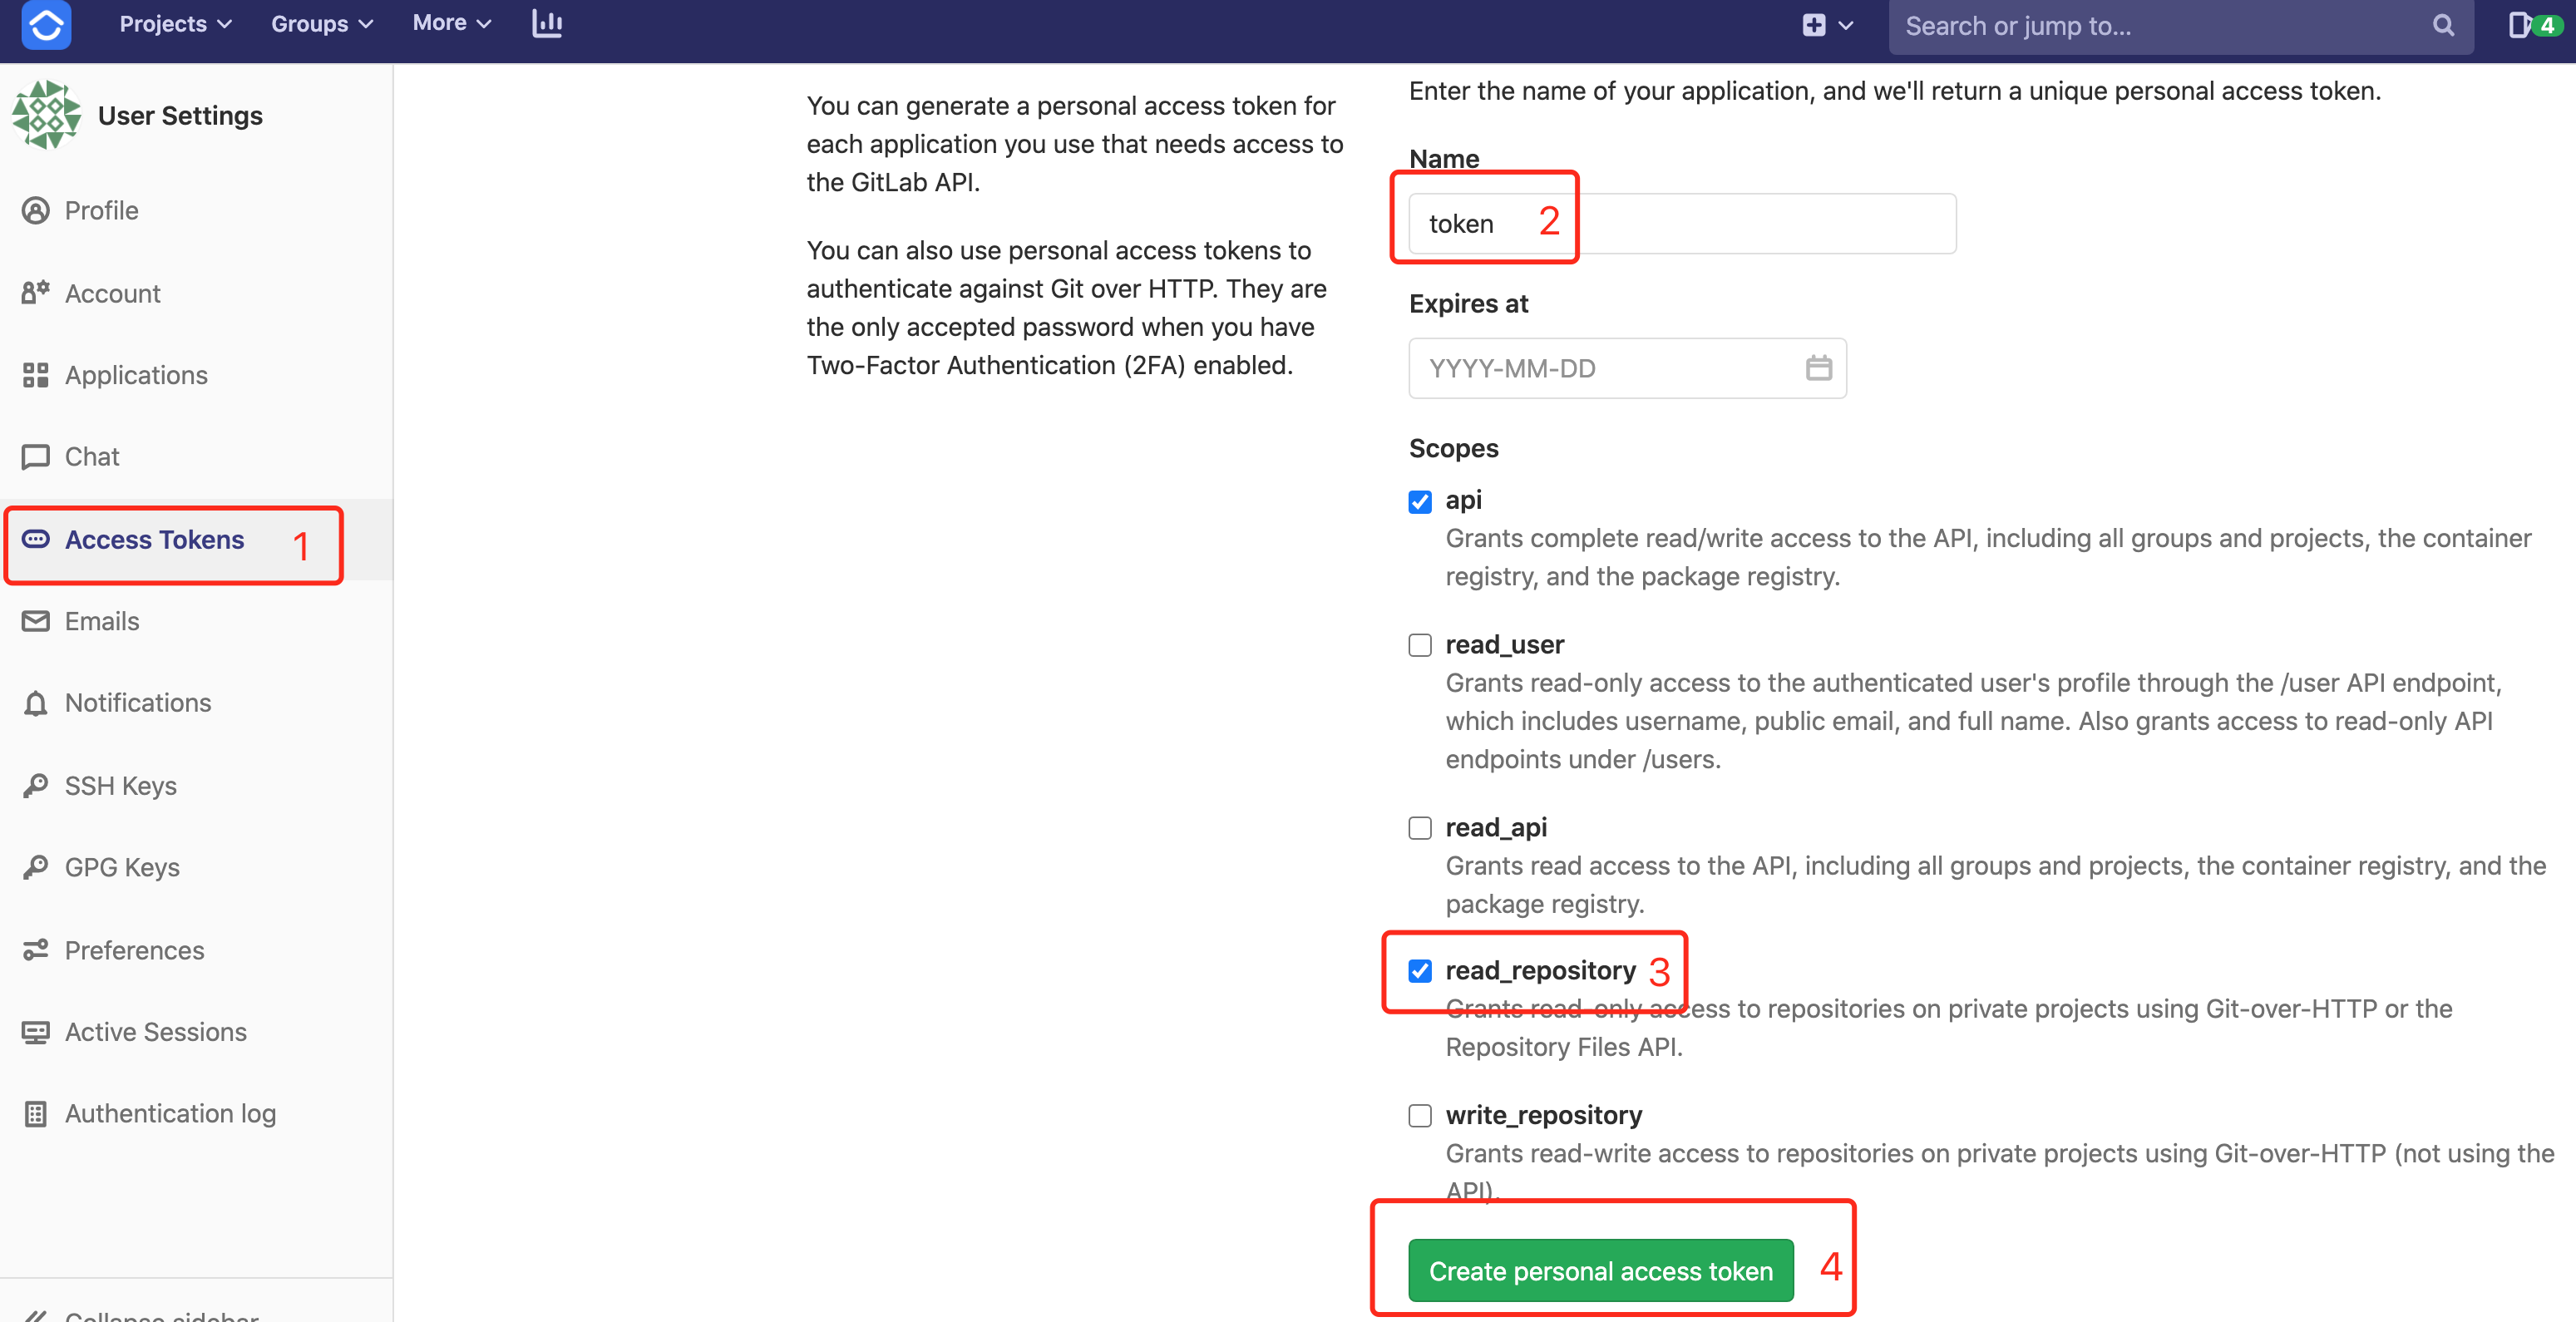 Projects
Groups
More
Search or jump to...
4
User Settings
Profile
Account
Applications
Chat
Access Tokens 1
Emails
Notifications
SSH Keys
GPG Keys
Preferences
Active Sessions
Authentication log
Collapse sidebar
You can generate a personal access token for
each application you use that needs access to
the GitLab API.
You can also use personal access tokens to
authenticate against Git over HTTP. They are
the only accepted password when you have
Two-Factor Authentication (2FA) enabled.
Enter the name of your application, and we'll return a unique personal access token.
Name
token 2
Expires at
YYYY-MM-DD
Scopes
api
Grants complete read/write access to the API, including all groups and projects, the container
registry, and the package registry.
read_user
Grants read-only access to the authenticated user's profile through the /user API endpoint,
which includes username, public email, and full name. Also grants access to read-only API
endpoints under /users.
read_api
Grants read access to the API, including all groups and projects, the container registry, and the
package registry.
read_repository 3
Grants read-only access to repositories on private projects using Git-over-HTTP or the
Repository Files API.
write_repository
Grants read-write access to repositories on private projects using Git-over-HTTP (not using the
API).
Create personal access token 4